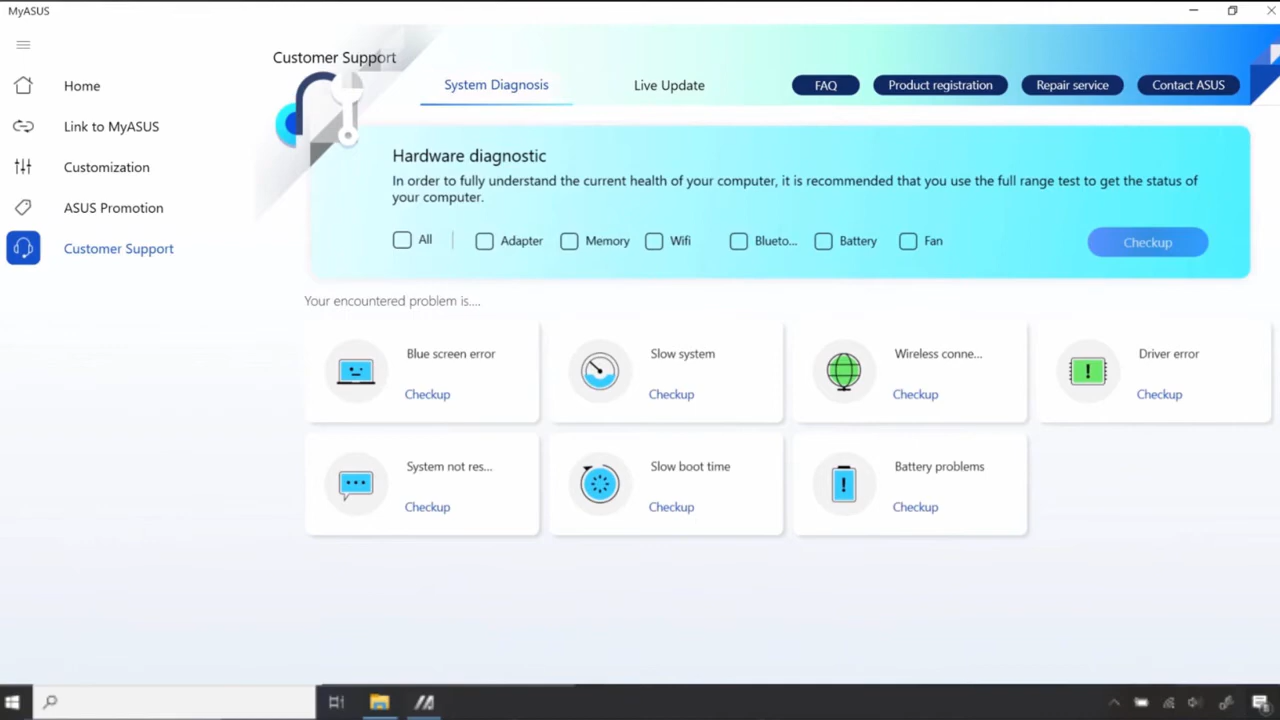 MyASUS
Customer Support
Home
Link to MyASUS
Customization
ASUS Promotion
Customer Support
System Diagnosis
Live Update
FAQ
Product registration
Repair service
Contact ASUS
Hardware diagnostic
In order to fully understand the current health of your computer, it is recommended that you use the full range test to get the status of
your computer.
All
Adapter
Memory
Wifi
Blueto...
Battery
Fan
Checkup
Your encountered problem is....
Blue screen error
Checkup
Slow system
Checkup
Wireless conne...
Checkup
Driver error
Checkup
System not res...
Checkup
Slow boot time
Checkup
Battery problems
Checkup